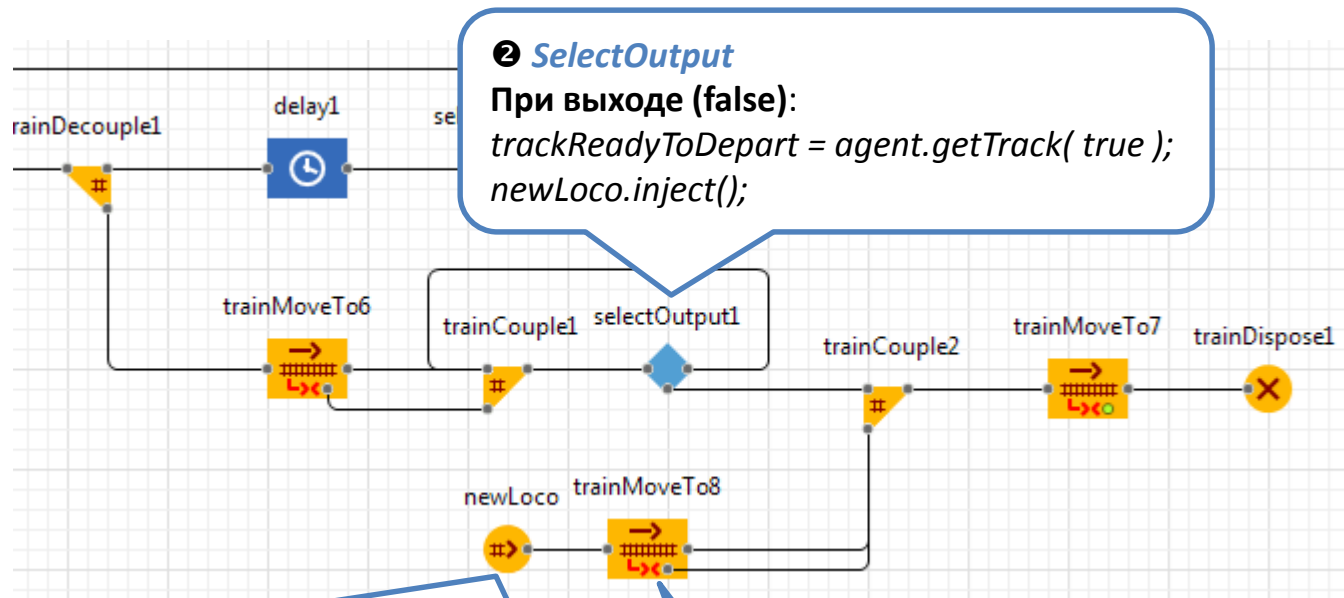 ❷ SelectOutput
При выходе (false):
trackReadyToDepart = agent.getTrack( true );
newLoco.inject();
rainDecouple1
delay1
se
trainMoveTo6
trainCouple1
selectOutput1
trainCouple2
trainMoveTo7
trainDispose1
newLoco
trainMoveTo8